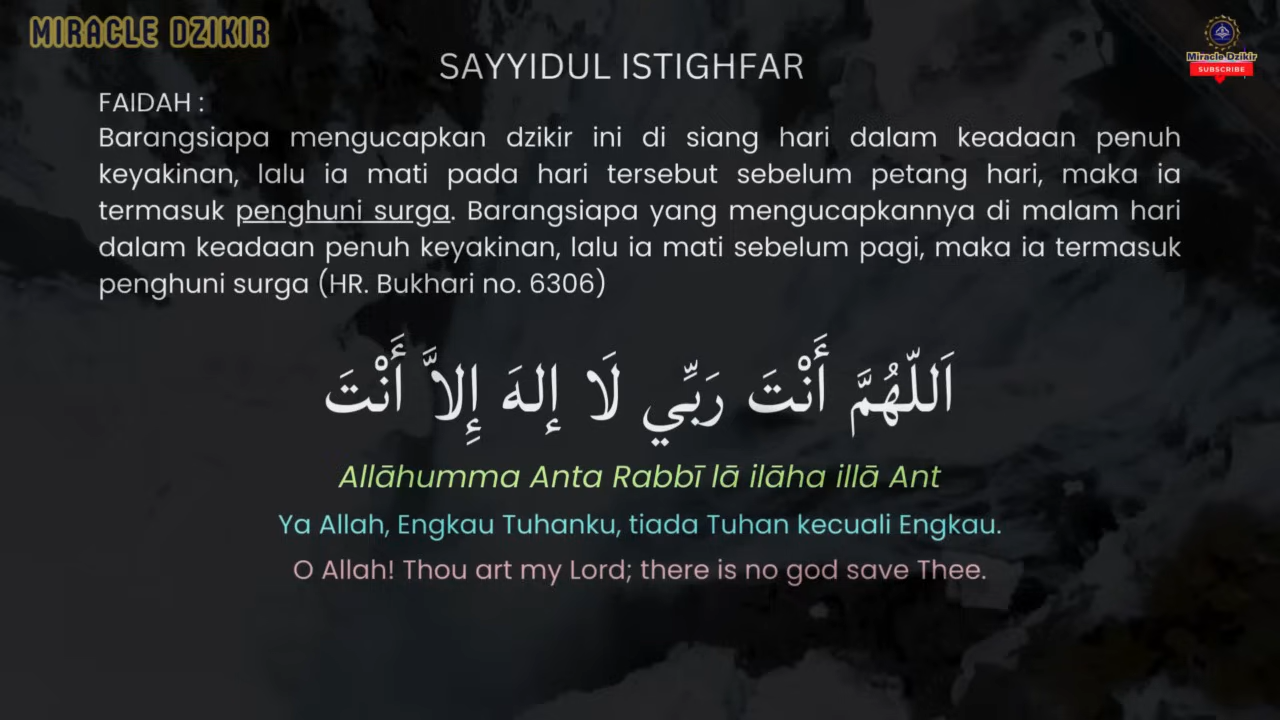 MIRACLE DZIKIR
Miracle Dzikir
SUBSCRIBE
SAYYIDUL ISTIGHFAR
FAIDAH :
Barangsiapa mengucapkan dzikir ini di siang hari dalam keadaan penuh
keyakinan, lalu ia mati pada hari tersebut sebelum petang hari, maka ia
termasuk penghuni surga. Barangsiapa yang mengucapkannya di malam hari
dalam keadaan penuh keyakinan, lalu ia mati sebelum pagi, maka ia termasuk
penghuni surga (HR. Bukhari no. 6306)
اَللّهُمَّ أَنْتَ رَبِّي لَا إلهَ إِلاَّ أَنْتَ
Allāhumma Anta Rabbī lā ilāha illā Ant
Ya Allah, Engkau Tuhanku, tiada Tuhan kecuali Engkau.
O Allah! Thou art my Lord; there is no god save Thee.